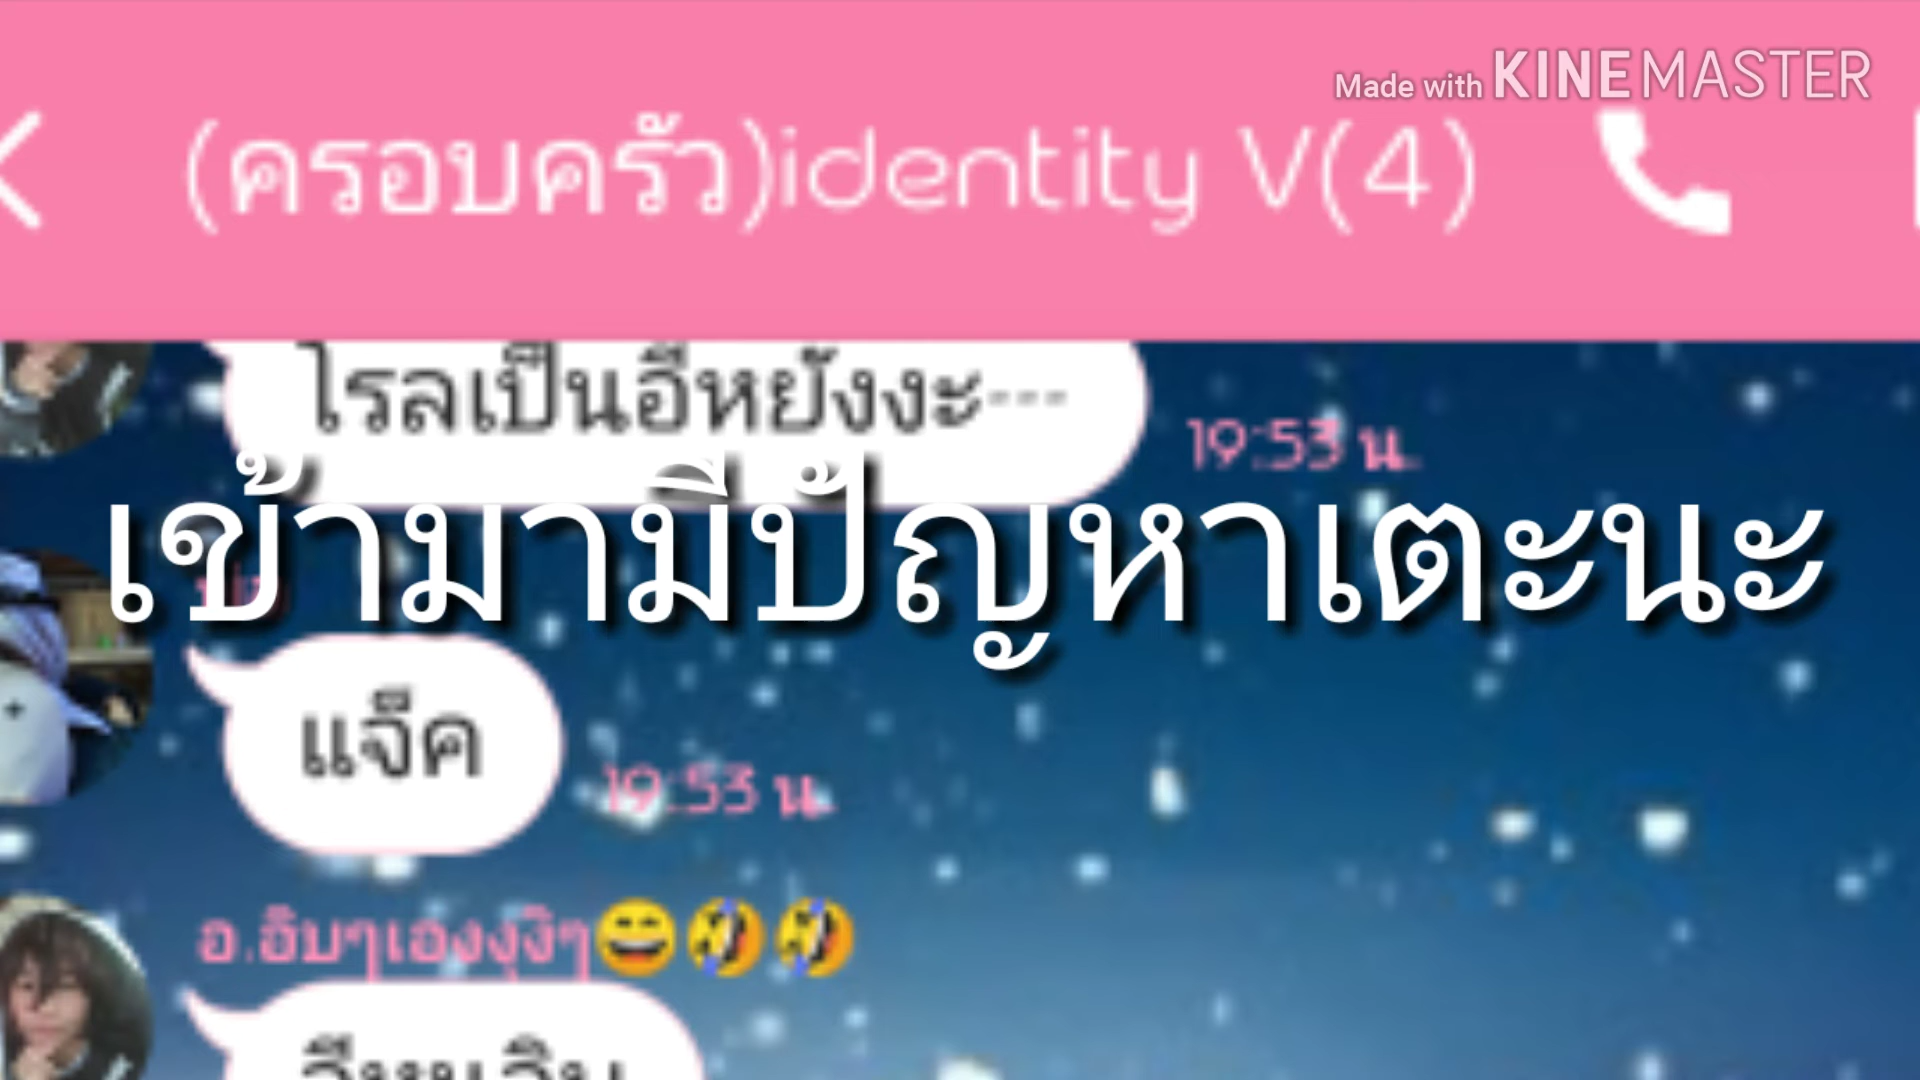 Made with KINEMASTER
(ครอบคร้ว)identity V(4)
โรลเป็นอีหยังงะ---
19:53 น.
เข้ามามีปัญหาเตะนะ
แจ็ค
19:53 น.
อ.อิบๆเองงุงิๆ😄🤣🤣